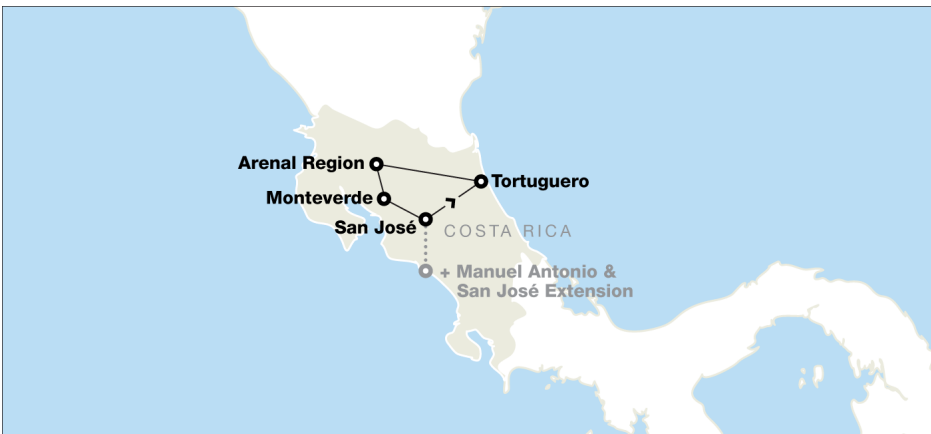 Arenal Region
Tortuguero
Monteverde
San José
COSTA RICA
+ Manuel Antonio &
San José Extension